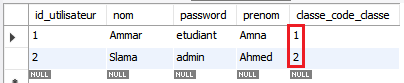 id_utilisateur nom password prenom classe_code_classe
1 Ammar etudiant Amna 1
2 Slama admin Ahmed 2
NULL NULL NULL NULL NULL